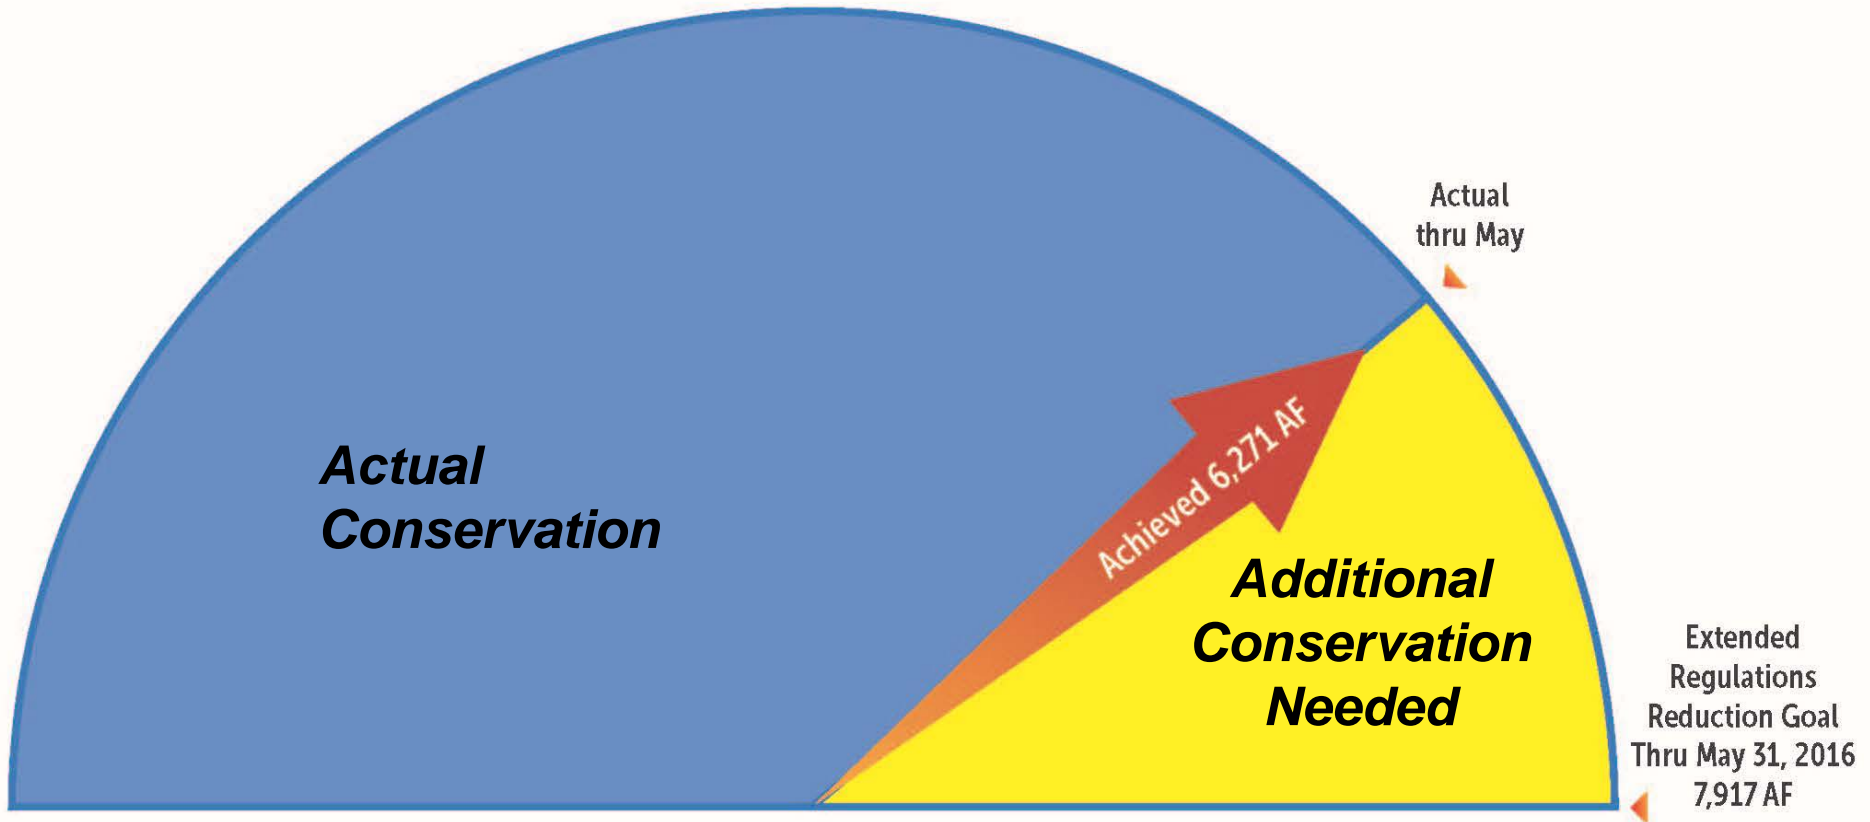 Actual
thru May
Actual
Conservation
Achieved 6,271 AF
Additional
Conservation
Needed
Extended
Regulations
Reduction Goal
Thru May 31, 2016
7,917 AF